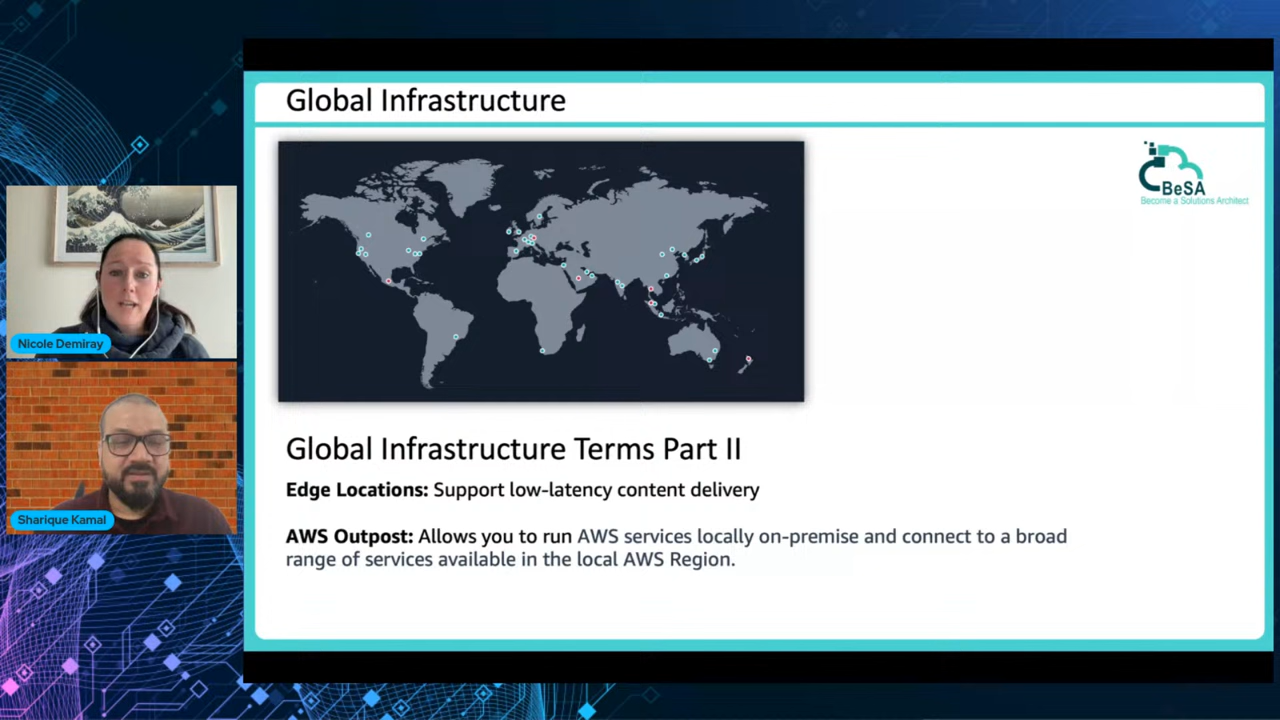 Global Infrastructure
BeSA
Become a Solutions Architect
Nicole Demiray
Sharique Kamal
Global Infrastructure Terms Part II
Edge Locations: Support low-latency content delivery
AWS Outpost: Allows you to run AWS services locally on-premise and connect to a broad
range of services available in the local AWS Region.